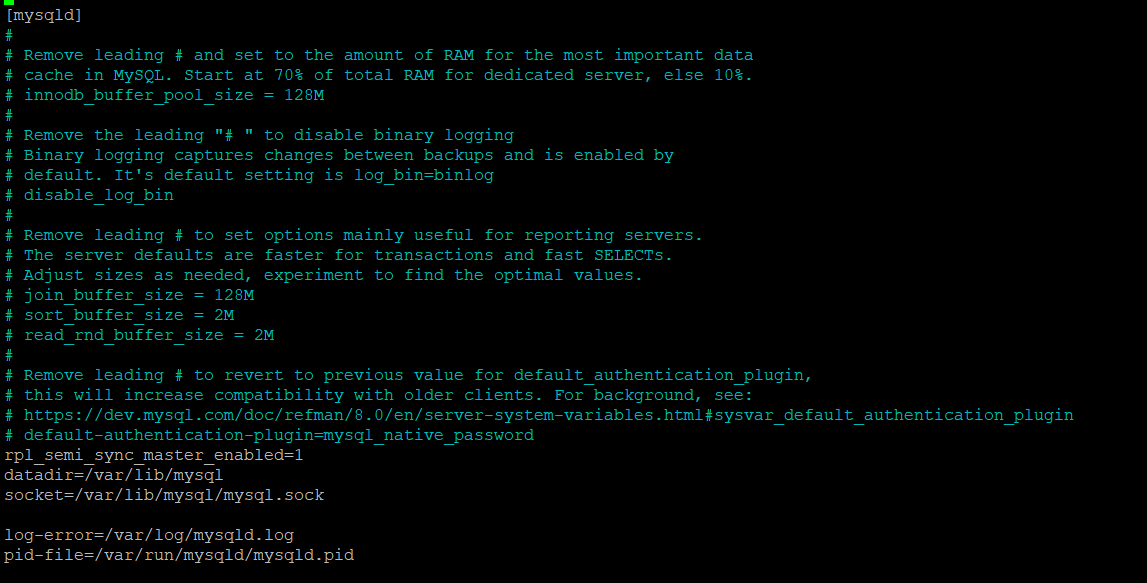 [mysqld]
#
# Remove leading # and set to the amount of RAM for the most important data
# cache in MySQL. Start at 70% of total RAM for dedicated server, else 10%.
# innodb_buffer_pool_size = 128M
#
# Remove the leading "# " to disable binary logging
# Binary logging captures changes between backups and is enabled by
# default. It's default setting is log_bin=binlog
# disable_log_bin
#
# Remove leading # to set options mainly useful for reporting servers.
# The server defaults are faster for transactions and fast SELECTs.
# Adjust sizes as needed, experiment to find the optimal values.
# join_buffer_size = 128M
# sort_buffer_size = 2M
# read_rnd_buffer_size = 2M
#
# Remove leading # to revert to previous value for default_authentication_plugin,
# this will increase compatibility with older clients. For background, see:
# https://dev.mysql.com/doc/refman/8.0/en/server-system-variables.html#sysvar_default_authentication_plugin
# default-authentication-plugin=mysql_native_password
rpl_semi_sync_master_enabled=1
datadir=/var/lib/mysql
socket=/var/lib/mysql/mysql.sock

log-error=/var/log/mysqld.log
pid-file=/var/run/mysqld/mysqld.pid